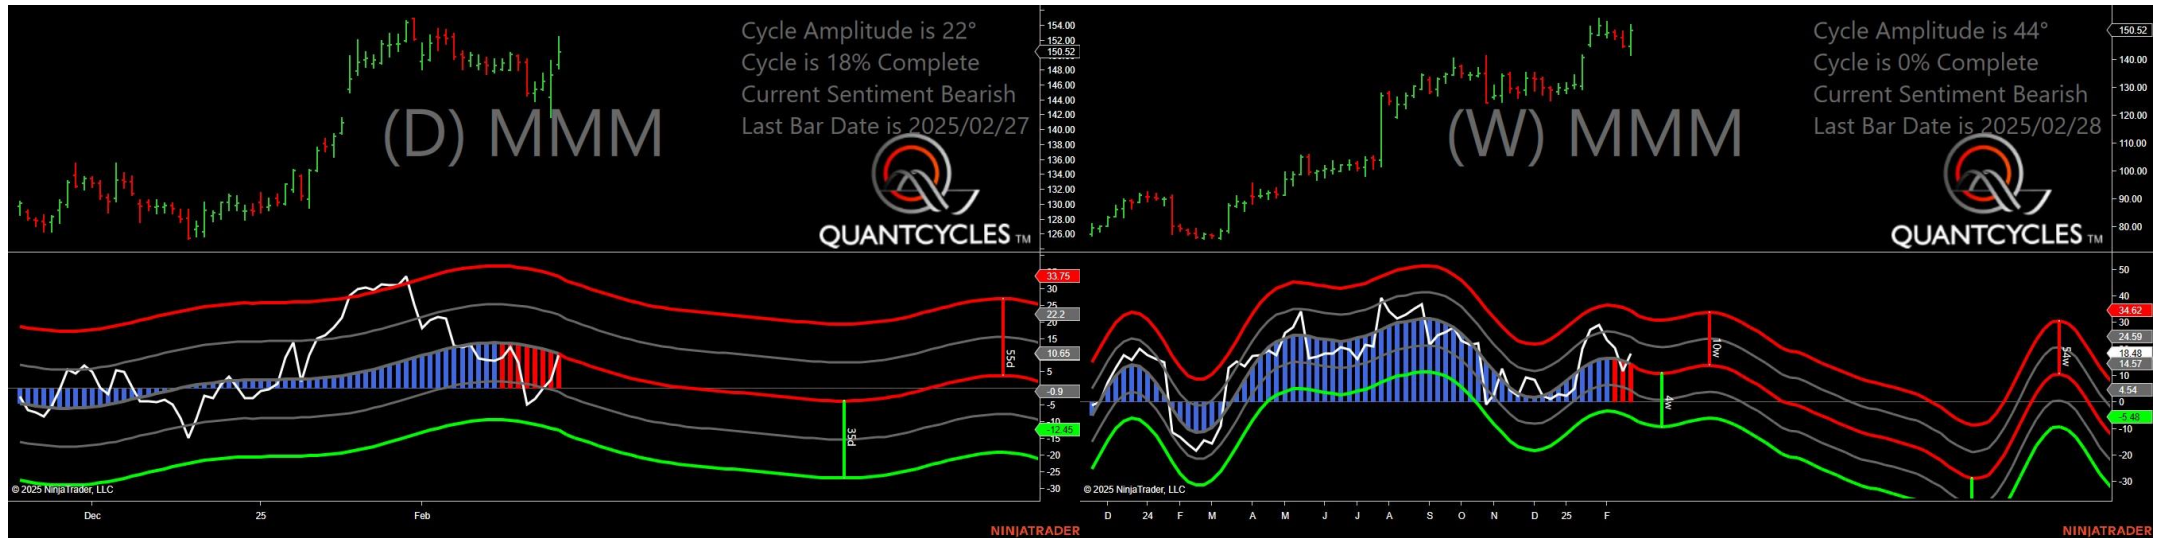 Cycle Amplitude is 22°
Cycle is 18% Complete
Current Sentiment Bearish
Last Bar Date is 2025/02/27
(D) MMM
QUANTCYCLES TM
154.00
152.00
150.52
148.00
146.00
144.00
142.00
140.00
138.00
136.00
134.00
132.00
130.00
128.00
126.00
33.75
30
25
22.2
20
15
10.65
5
-0.9
-5
-12.45
-15
-20
-25
-30
55d
35d
© 2025 NinjaTrader, LLC
Dec
25
Feb
NINJATRADER
Cycle Amplitude is 44°
Cycle is 0% Complete
Current Sentiment Bearish
Last Bar Date is 2025/02/28
(W) MMM
QUANTCYCLES TM
150.52
140.00
130.00
120.00
110.00
100.00
90.00
80.00
50
40
34.62
30
24.59
18.48
14.57
10
4.54
0
-5.48
-10
-20
-30
10w
4w
54w
© 2025 NinjaTrader, LLC
D 24 F M A M J J A S O N D 25 F
NINJATRADER